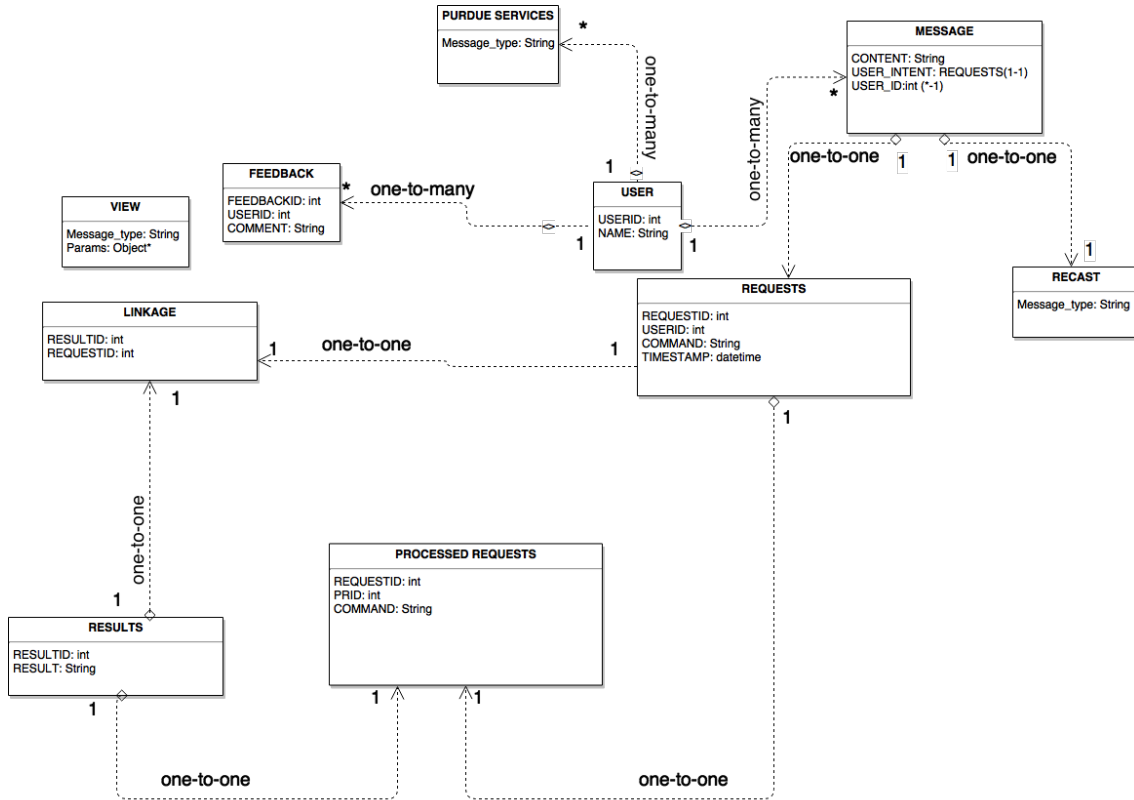 PURDUE SERVICES
Message_type: String
*
one-to-many
1
MESSAGE
CONTENT: String
USER_INTENT: REQUESTS(1-1)
USER_ID:int (*-1)
*
one-to-many
one-to-one
1
1
one-to-one
FEEDBACK
FEEDBACKID: int
USERID: int
COMMENT: String
*
one-to-many
1
USER
USERID: int
NAME: String
1
VIEW
Message_type: String
Params: Object*
1
RECAST
Message_type: String
REQUESTS
REQUESTID: int
USERID: int
COMMAND: String
TIMESTAMP: datetime
LINKAGE
RESULTID: int
REQUESTID: int
1
one-to-one
1
1
1
one-to-one
1
PROCESSED REQUESTS
REQUESTID: int
PRID: int
COMMAND: String
RESULTS
RESULTID: int
RESULT: String
1
1
1
one-to-one
one-to-one